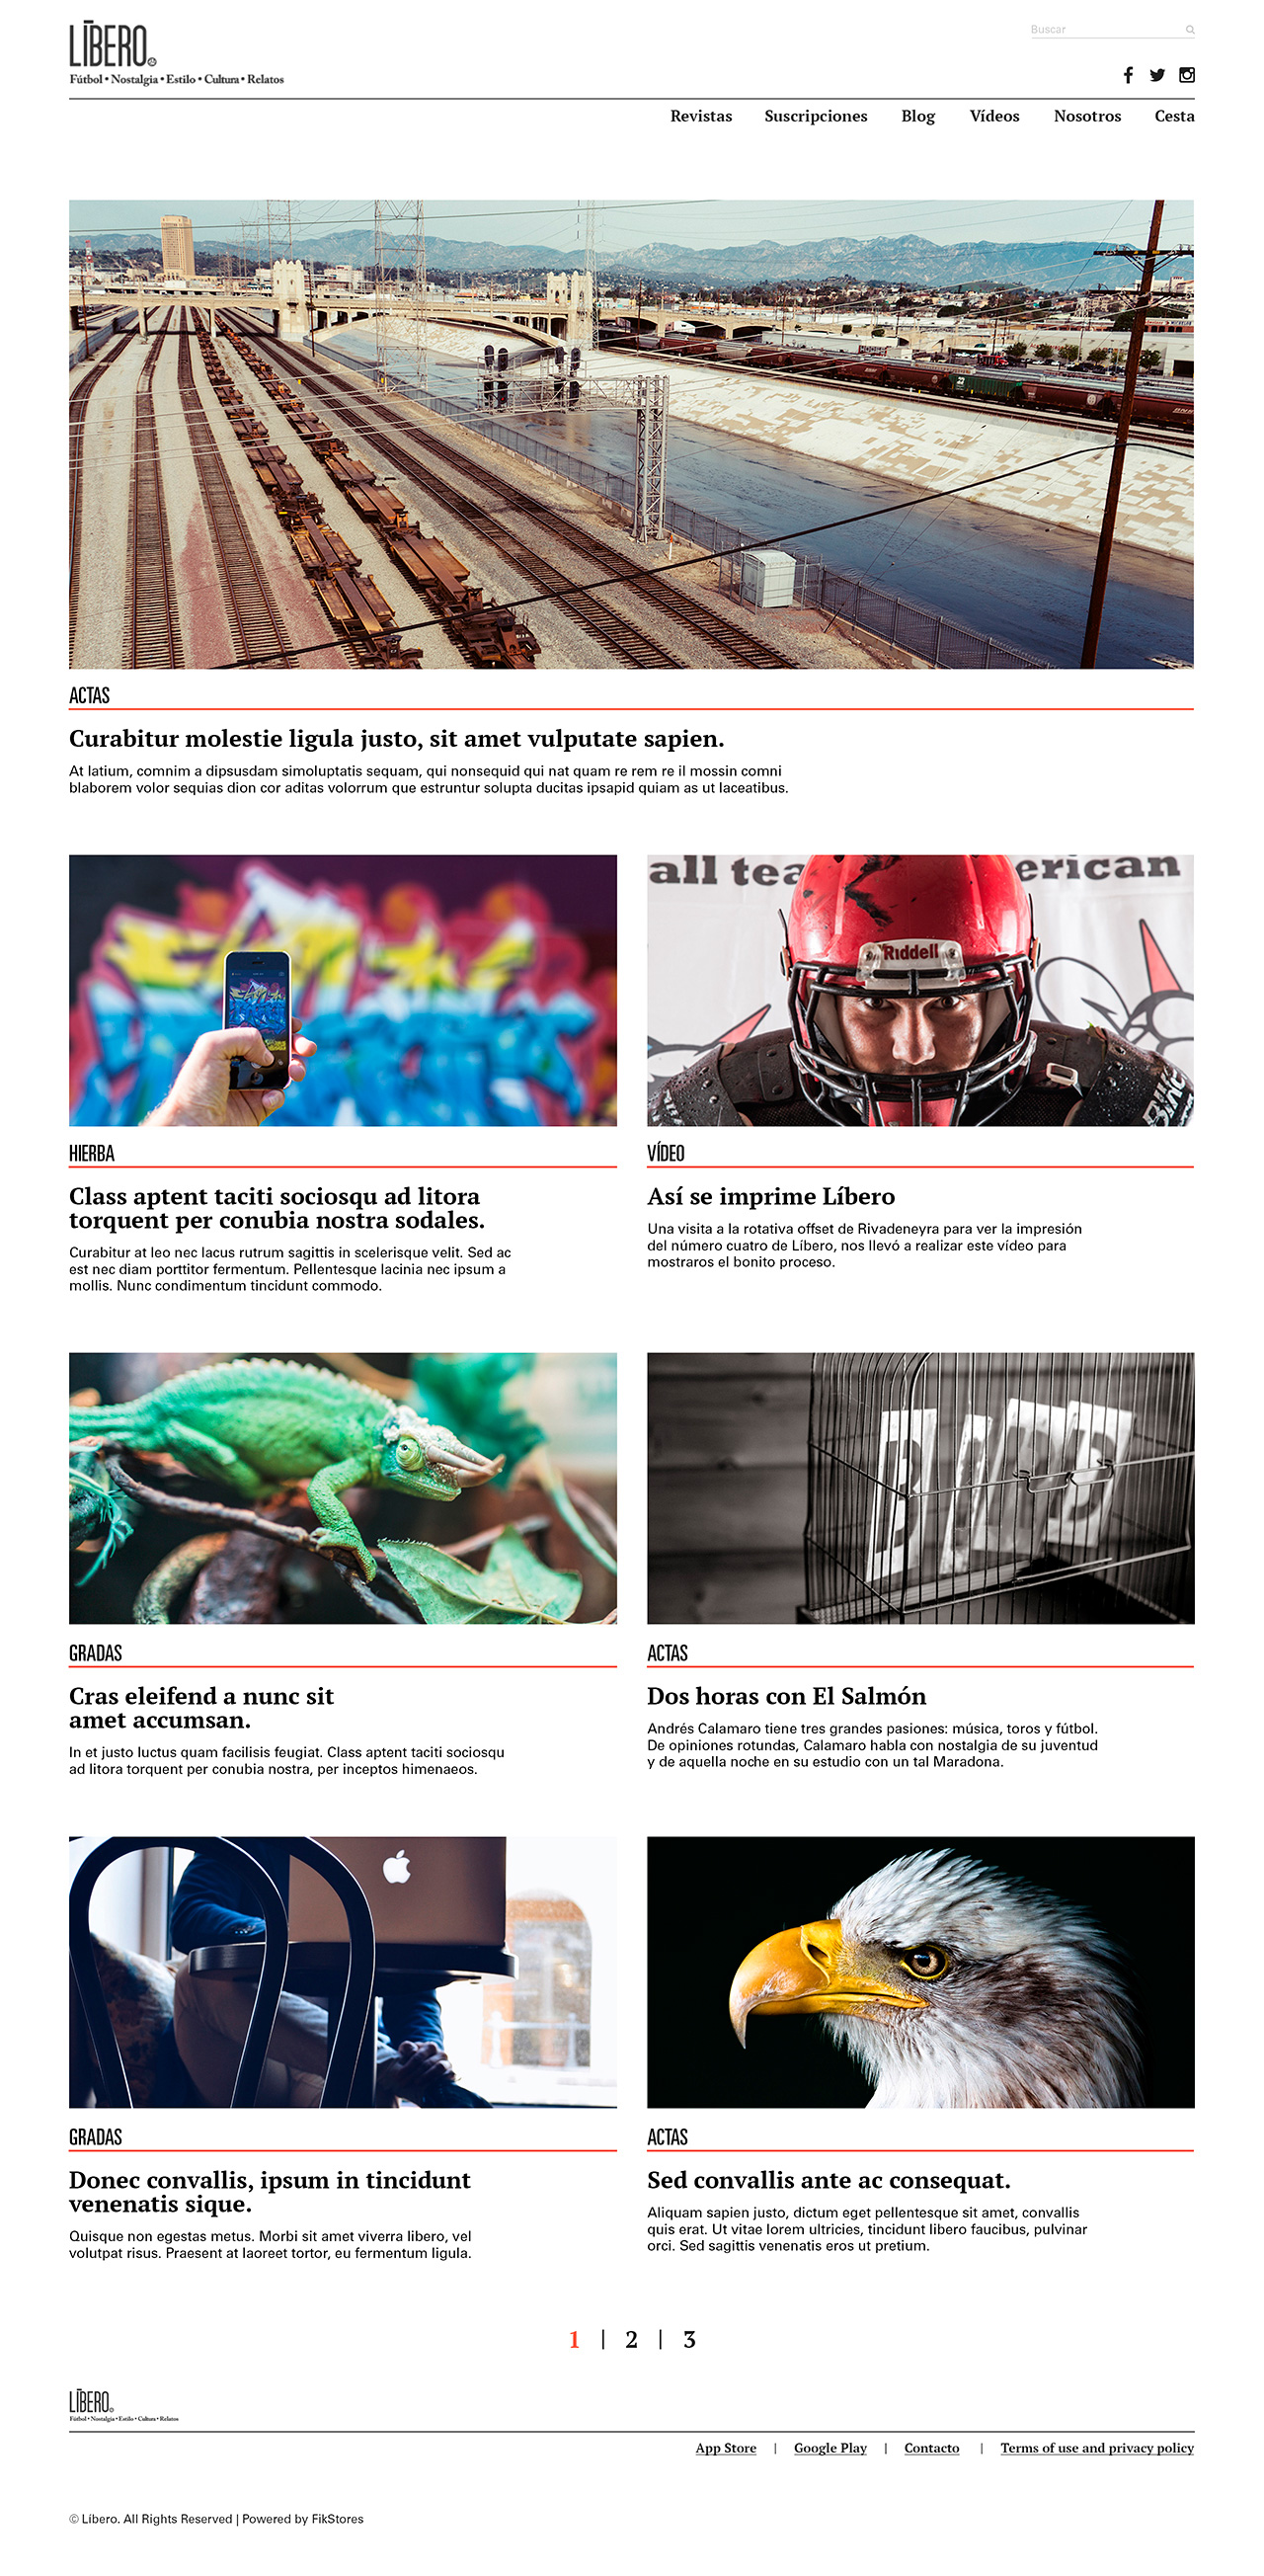 LÍBERO
Buscar
Fútbol • Nostalgia • Estilo • Cultura • Relatos
Revistas Suscripciones Blog Vídeos Nosotros Cesta
ACTAS
Curabitur molestie ligula justo, sit amet vulputate sapien.
At latium, comnim a dipsusdam simoluptatis sequam, qui nonsequid qui nat quam re rem re il mossin comni
blaborem volor sequias dion cor aditas volorrum que estruntur solupta ducitas ipsapid quiam as ut laceatibus.
all tea erican
Riddell
HIERBA
Class aptent taciti sociosqu ad litora
torquent per conubia nostra sodales.
Curabitur at leo nec lacus rutrum sagittis in scelerisque velit. Sed ac
est nec diam porttitor fermentum. Pellentesque lacinia nec ipsum a
mollis. Nunc condimentum tincidunt commodo.
VÍDEO
Así se imprime Líbero
Una visita a la rotativa offset de Rivadeneyra para ver la impresión
del número cuatro de Líbero, nos llevó a realizar este vídeo para
mostraros el bonito proceso.
GRADAS
Cras eleifend a nunc sit
amet accumsan.
In et justo luctus quam facilisis feugiat. Class aptent taciti sociosqu
ad litora torquent per conubia nostra, per inceptos himenaeos.
ACTAS
Dos horas con El Salmón
Andrés Calamaro tiene tres grandes pasiones: música, toros y fútbol.
De opiniones rotundas, Calamaro habla con nostalgia de su juventud
y de aquella noche en su estudio con un tal Maradona.
GRADAS
Donec convallis, ipsum in tincidunt
venenatis sique.
Quisque non egestas metus. Morbi sit amet viverra libero, vel
volutpat risus. Praesent at laoreet tortor, eu fermentum ligula.
ACTAS
Sed convallis ante ac consequat.
Aliquam sapien justo, dictum eget pellentesque sit amet, convallis
quis erat. Ut vitae lorem ultricies, tincidunt libero faucibus, pulvinar
orci. Sed sagittis venenatis eros ut pretium.
1 | 2 | 3
LÍBERO
Fútbol • Nostalgia • Estilo • Cultura • Relatos
App Store | Google Play | Contacto | Terms of use and privacy policy
© Líbero. All Rights Reserved | Powered by FikStores